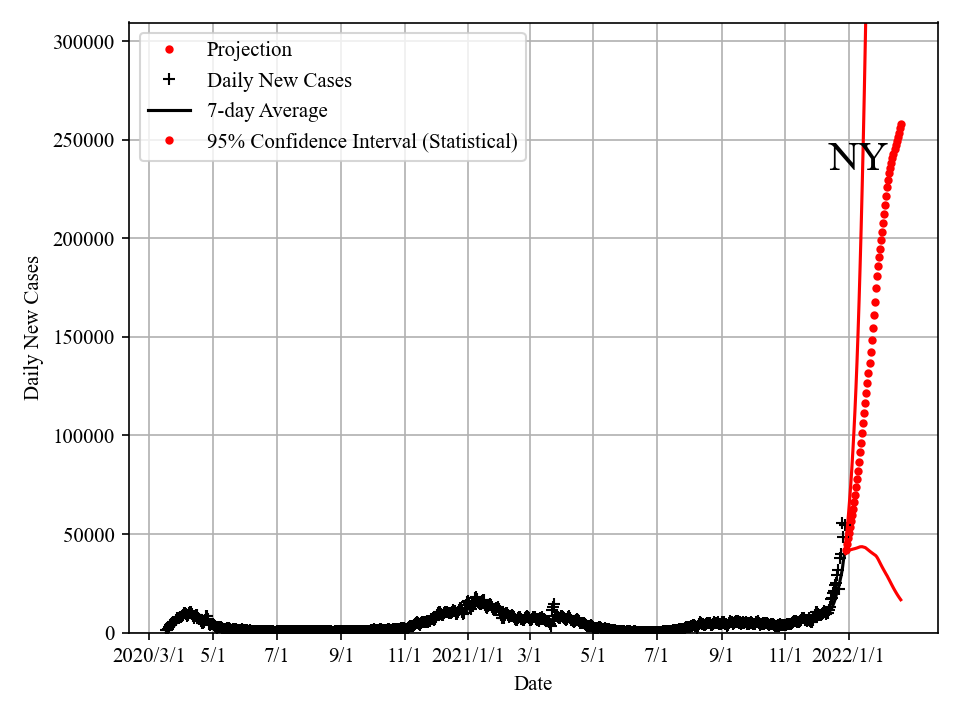 300000
250000
200000
150000
100000
50000
0
Daily New Cases
Projection
Daily New Cases
7-day Average
95% Confidence Interval (Statistical)
NY
2020/3/1 5/1 7/1 9/1 11/1 2021/1/1 3/1 5/1 7/1 9/1 11/1 2022/1/1
Date